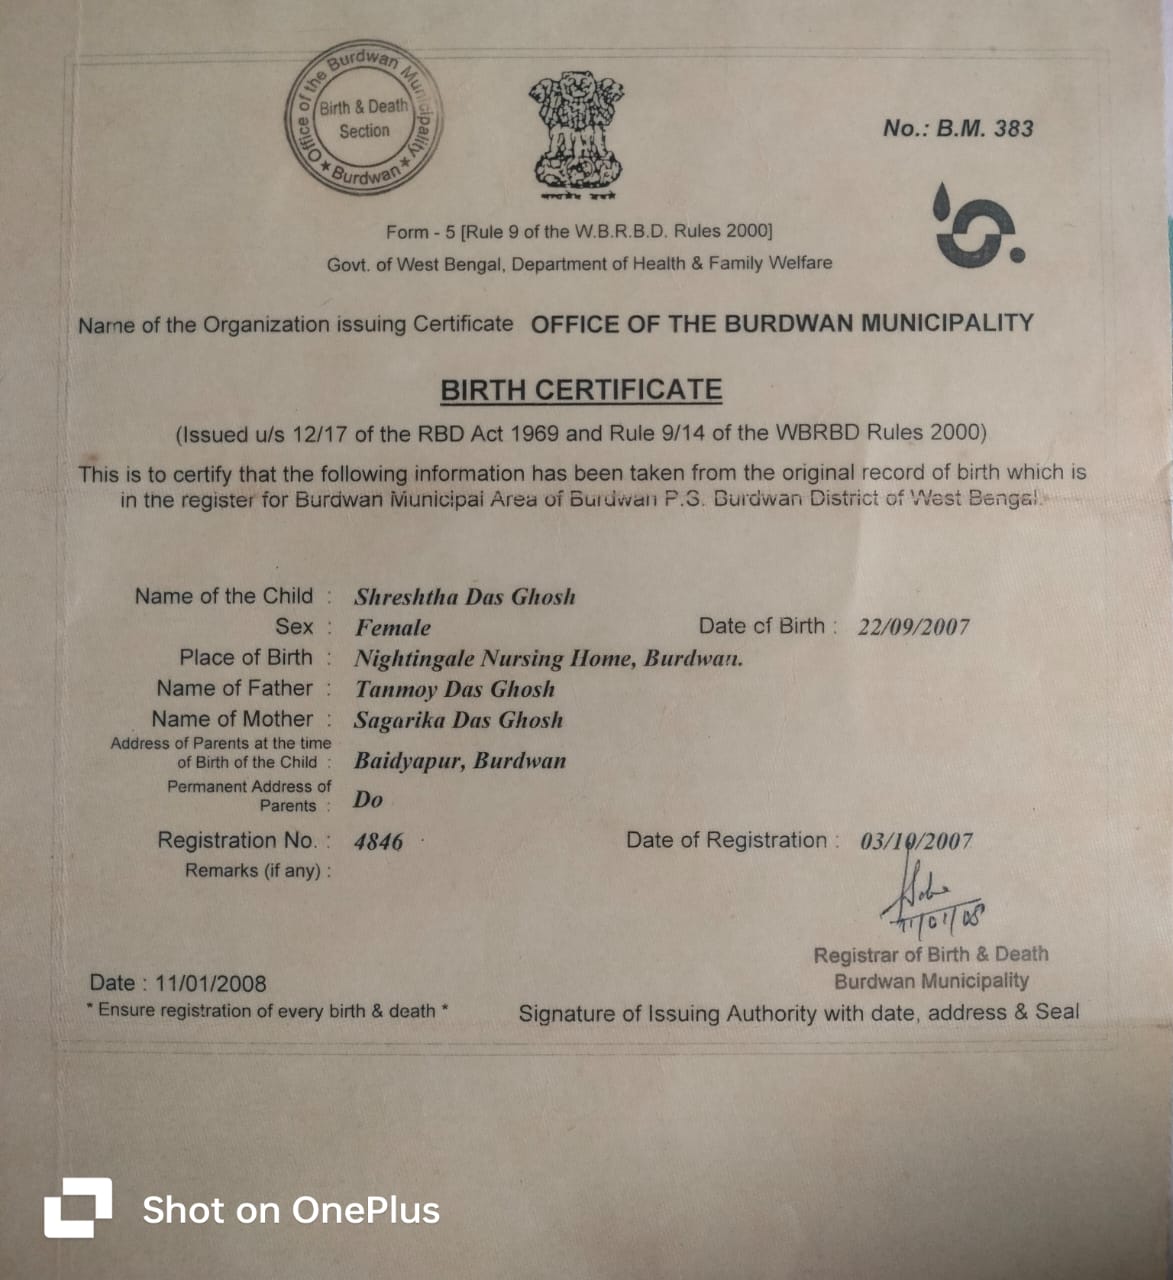 Office of the Burdwan Municipality
★ Burdwan ★
Birth & Death
Section
No.: B.M. 383
Form - 5 [Rule 9 of the W.B.R.B.D. Rules 2000]
Govt. of West Bengal, Department of Health & Family Welfare
Name of the Organization issuing Certificate OFFICE OF THE BURDWAN MUNICIPALITY
BIRTH CERTIFICATE
(Issued u/s 12/17 of the RBD Act 1969 and Rule 9/14 of the WBRBD Rules 2000)
This is to certify that the following information has been taken from the original record of birth which is
in the register for Burdwan Municipal Area of Burdwan P.S. Burdwan District of West Bengal.
Name of the Child : Shreshtha Das Ghosh
Sex : Female Date of Birth : 22/09/2007
Place of Birth : Nightingale Nursing Home, Burdwan.
Name of Father : Tanmoy Das Ghosh
Name of Mother : Sagarika Das Ghosh
Address of Parents at the time
of Birth of the Child : Baidyapur, Burdwan
Permanent Address of
Parents : Do
Registration No. : 4846 Date of Registration : 03/10/2007
Remarks (if any) :
Registrar of Birth & Death
Burdwan Municipality
Date : 11/01/2008
* Ensure registration of every birth & death * Signature of Issuing Authority with date, address & Seal
Shot on OnePlus